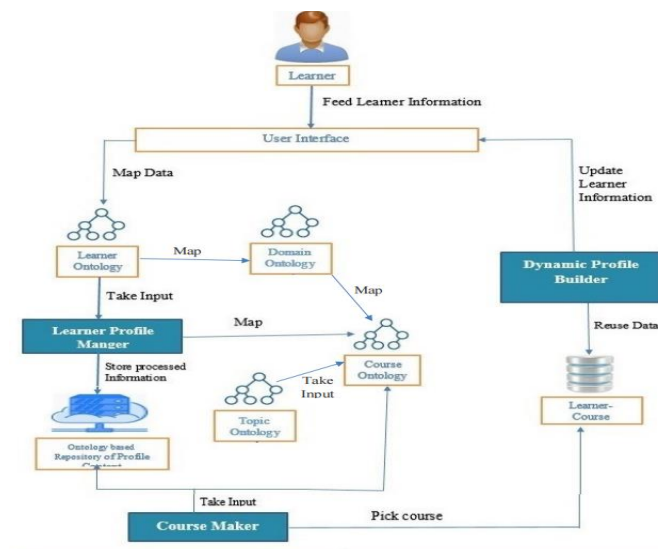 Learner
Feed Learner Information
User Interface
Map Data
Update
Learner
Information
Learner
Ontology
Map
Domain
Ontology
Map
Dynamic Profile
Builder
Take Input
Learner Profile
Manger
Map
Reuse Data
Store processed
Information
Course
Ontology
Take
Input
Topic
Ontology
Learner-
Course
Ontology based
Repository of Profile
Content
Take Input
Course Maker
Pick course